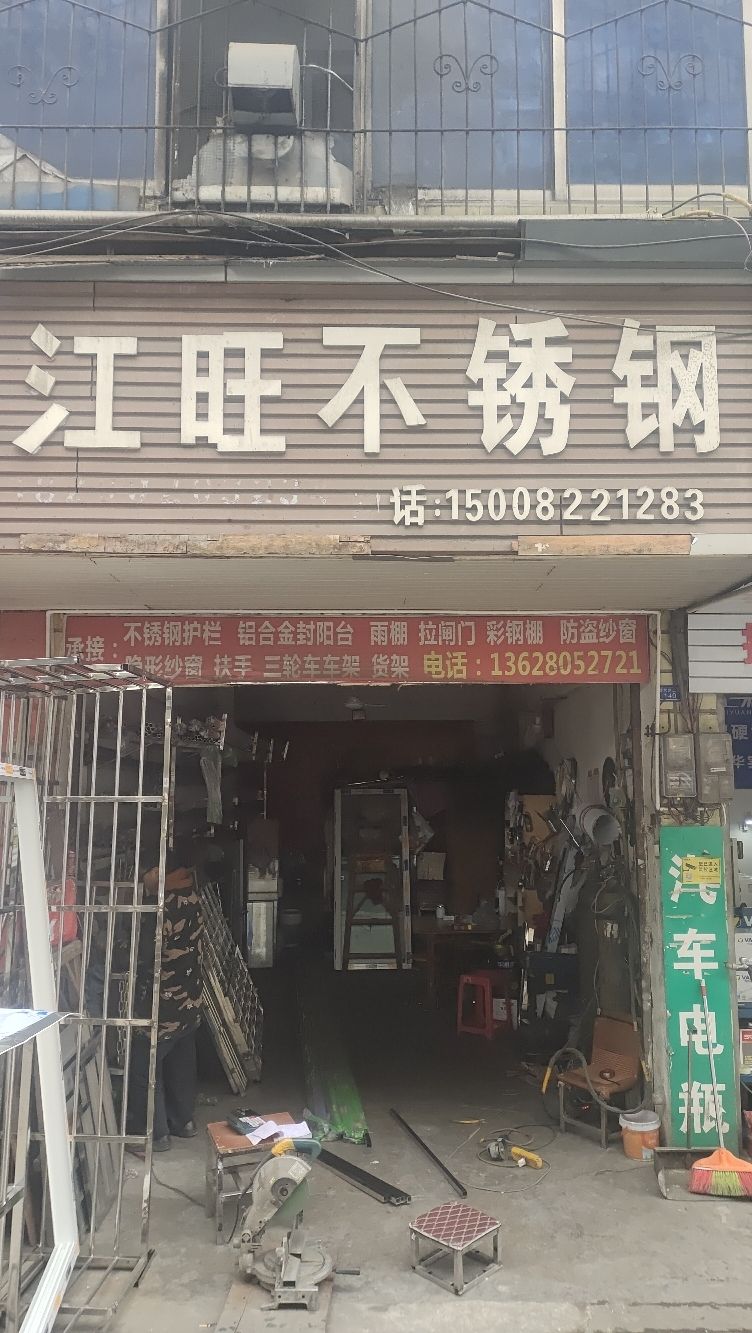 江旺不锈钢
话:15008221283
承接: 不锈钢护栏 铝合金封阳台 雨棚 拉闸门 彩钢棚 防盗纱窗
隐形纱窗 扶手 三轮车车架 货架 电话:13628052721
汽车电瓶